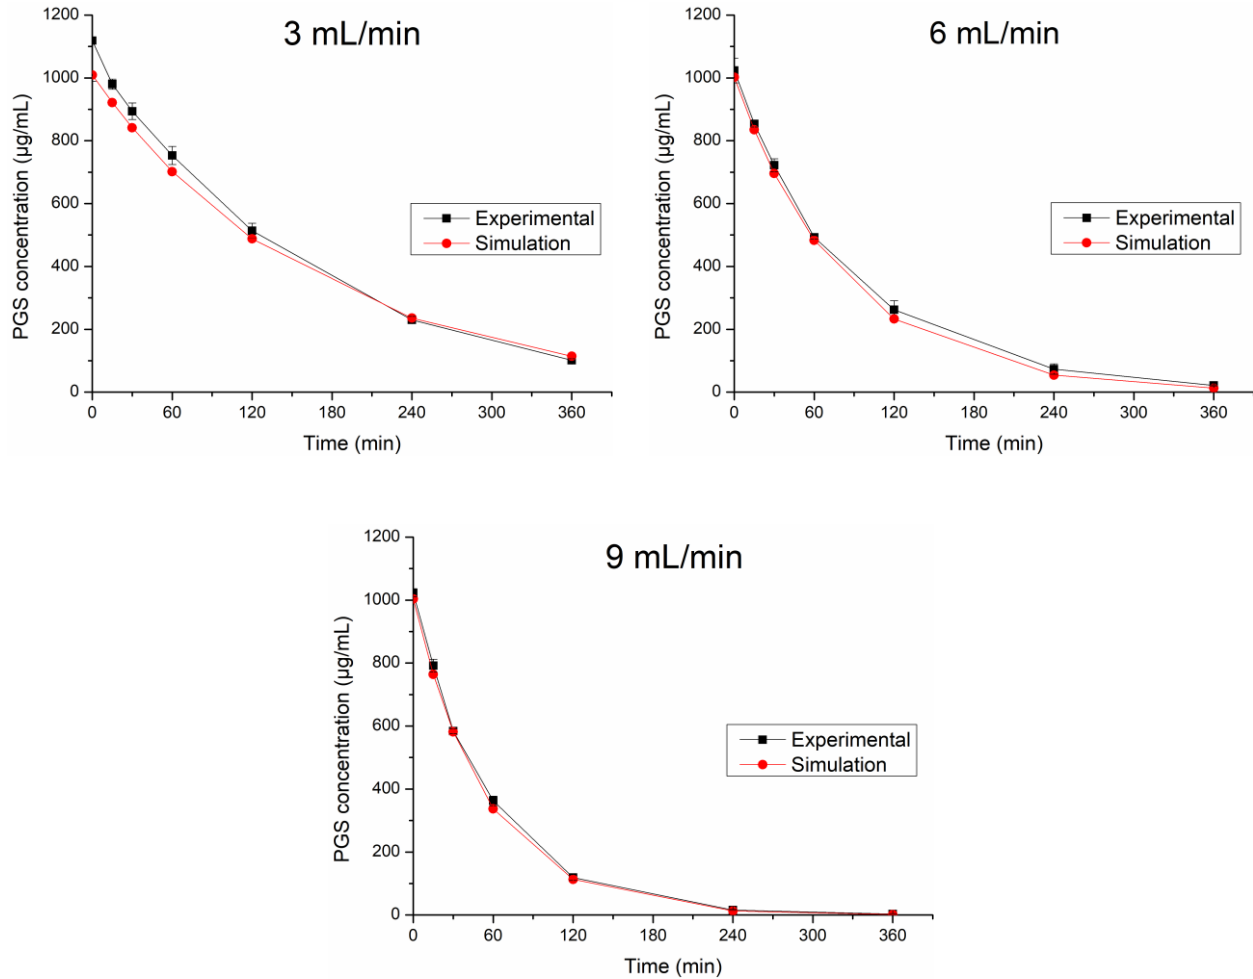 3 mL/min
1200
1000
800
600
400
200
0
PGS concentration (µg/mL)
Experimental
Simulation
0 60 120 180 240 300 360
Time (min)
6 mL/min
1200
1000
800
600
400
200
0
PGS concentration (µg/mL)
Experimental
Simulation
0 60 120 180 240 300 360
Time (min)
9 mL/min
1200
1000
800
600
400
200
0
PGS concentration (µg/mL)
Experimental
Simulation
0 60 120 180 240 300 360
Time (min)